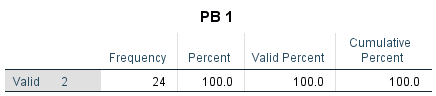 PB 1
Frequency Percent Valid Percent Cumulative Percent
Valid 2 24 100.0 100.0 100.0